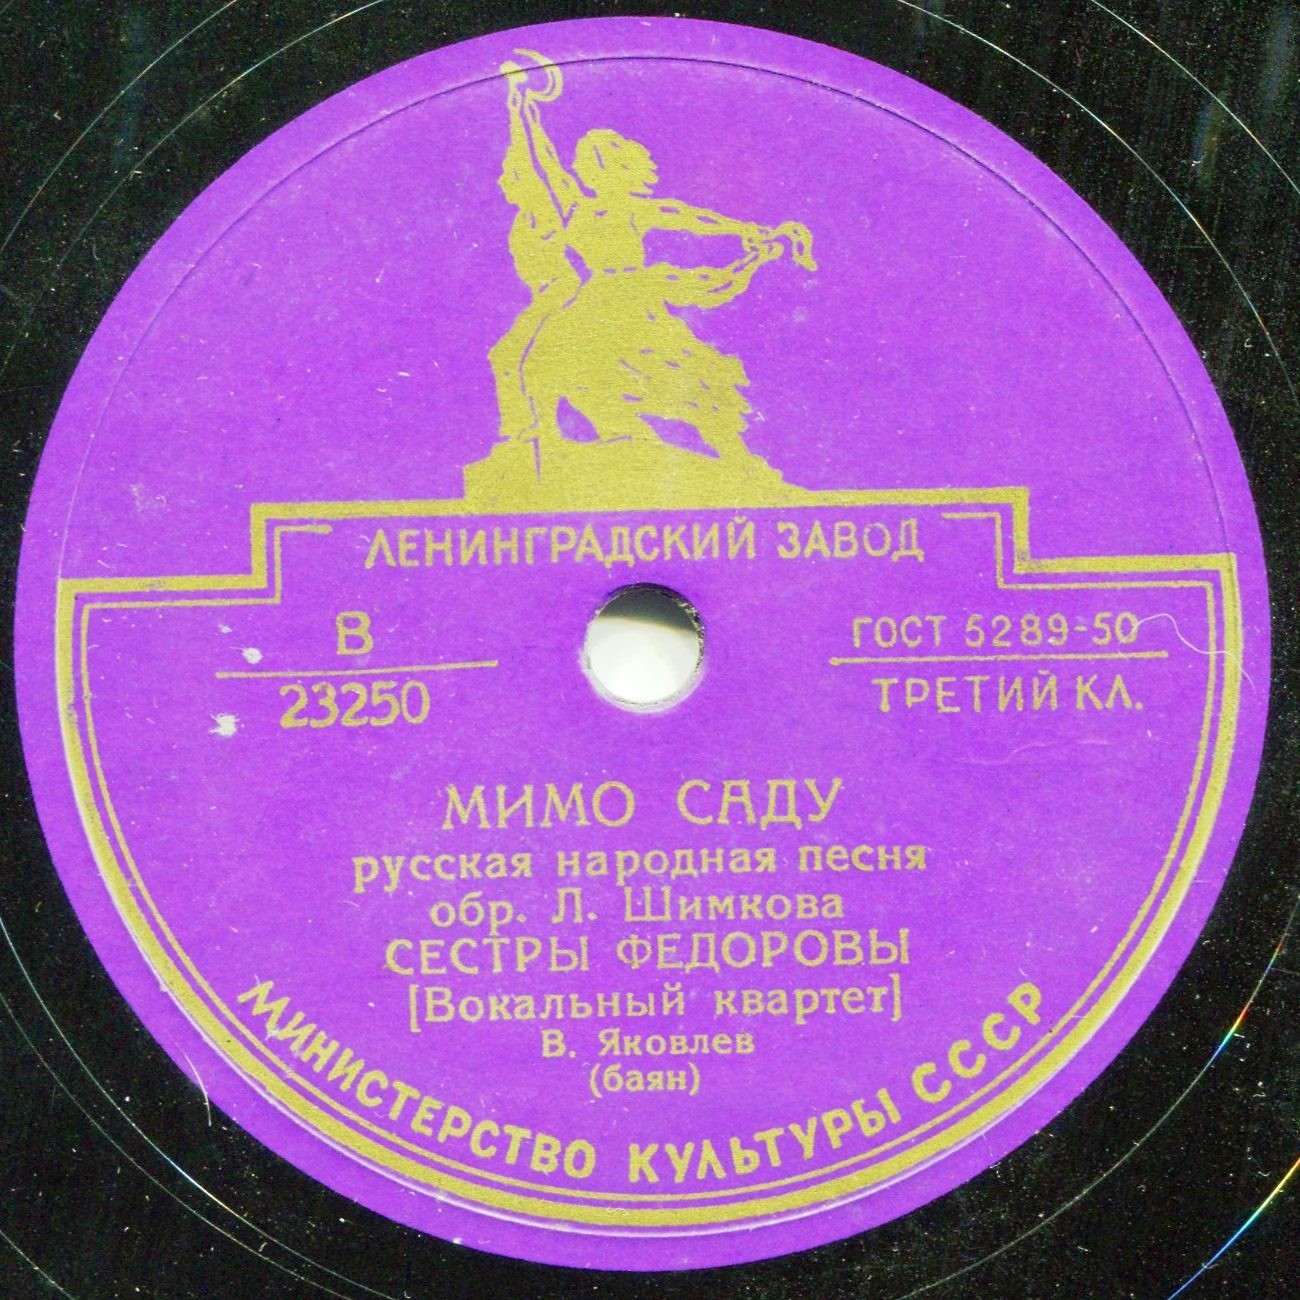 ЛЕНИНГРАДСКИЙ ЗАВОД
В
23250
ГОСТ 5289-50
ТРЕТИЙ КЛ.
МИМО САДУ
русская народная песня
обр. Л. Шимкова
СЕСТРЫ ФЕДОРОВЫ
[Вокальный квартет]
В. Яковлев
(баян)
МИНИСТЕРСТВО КУЛЬТУРЫ СССР